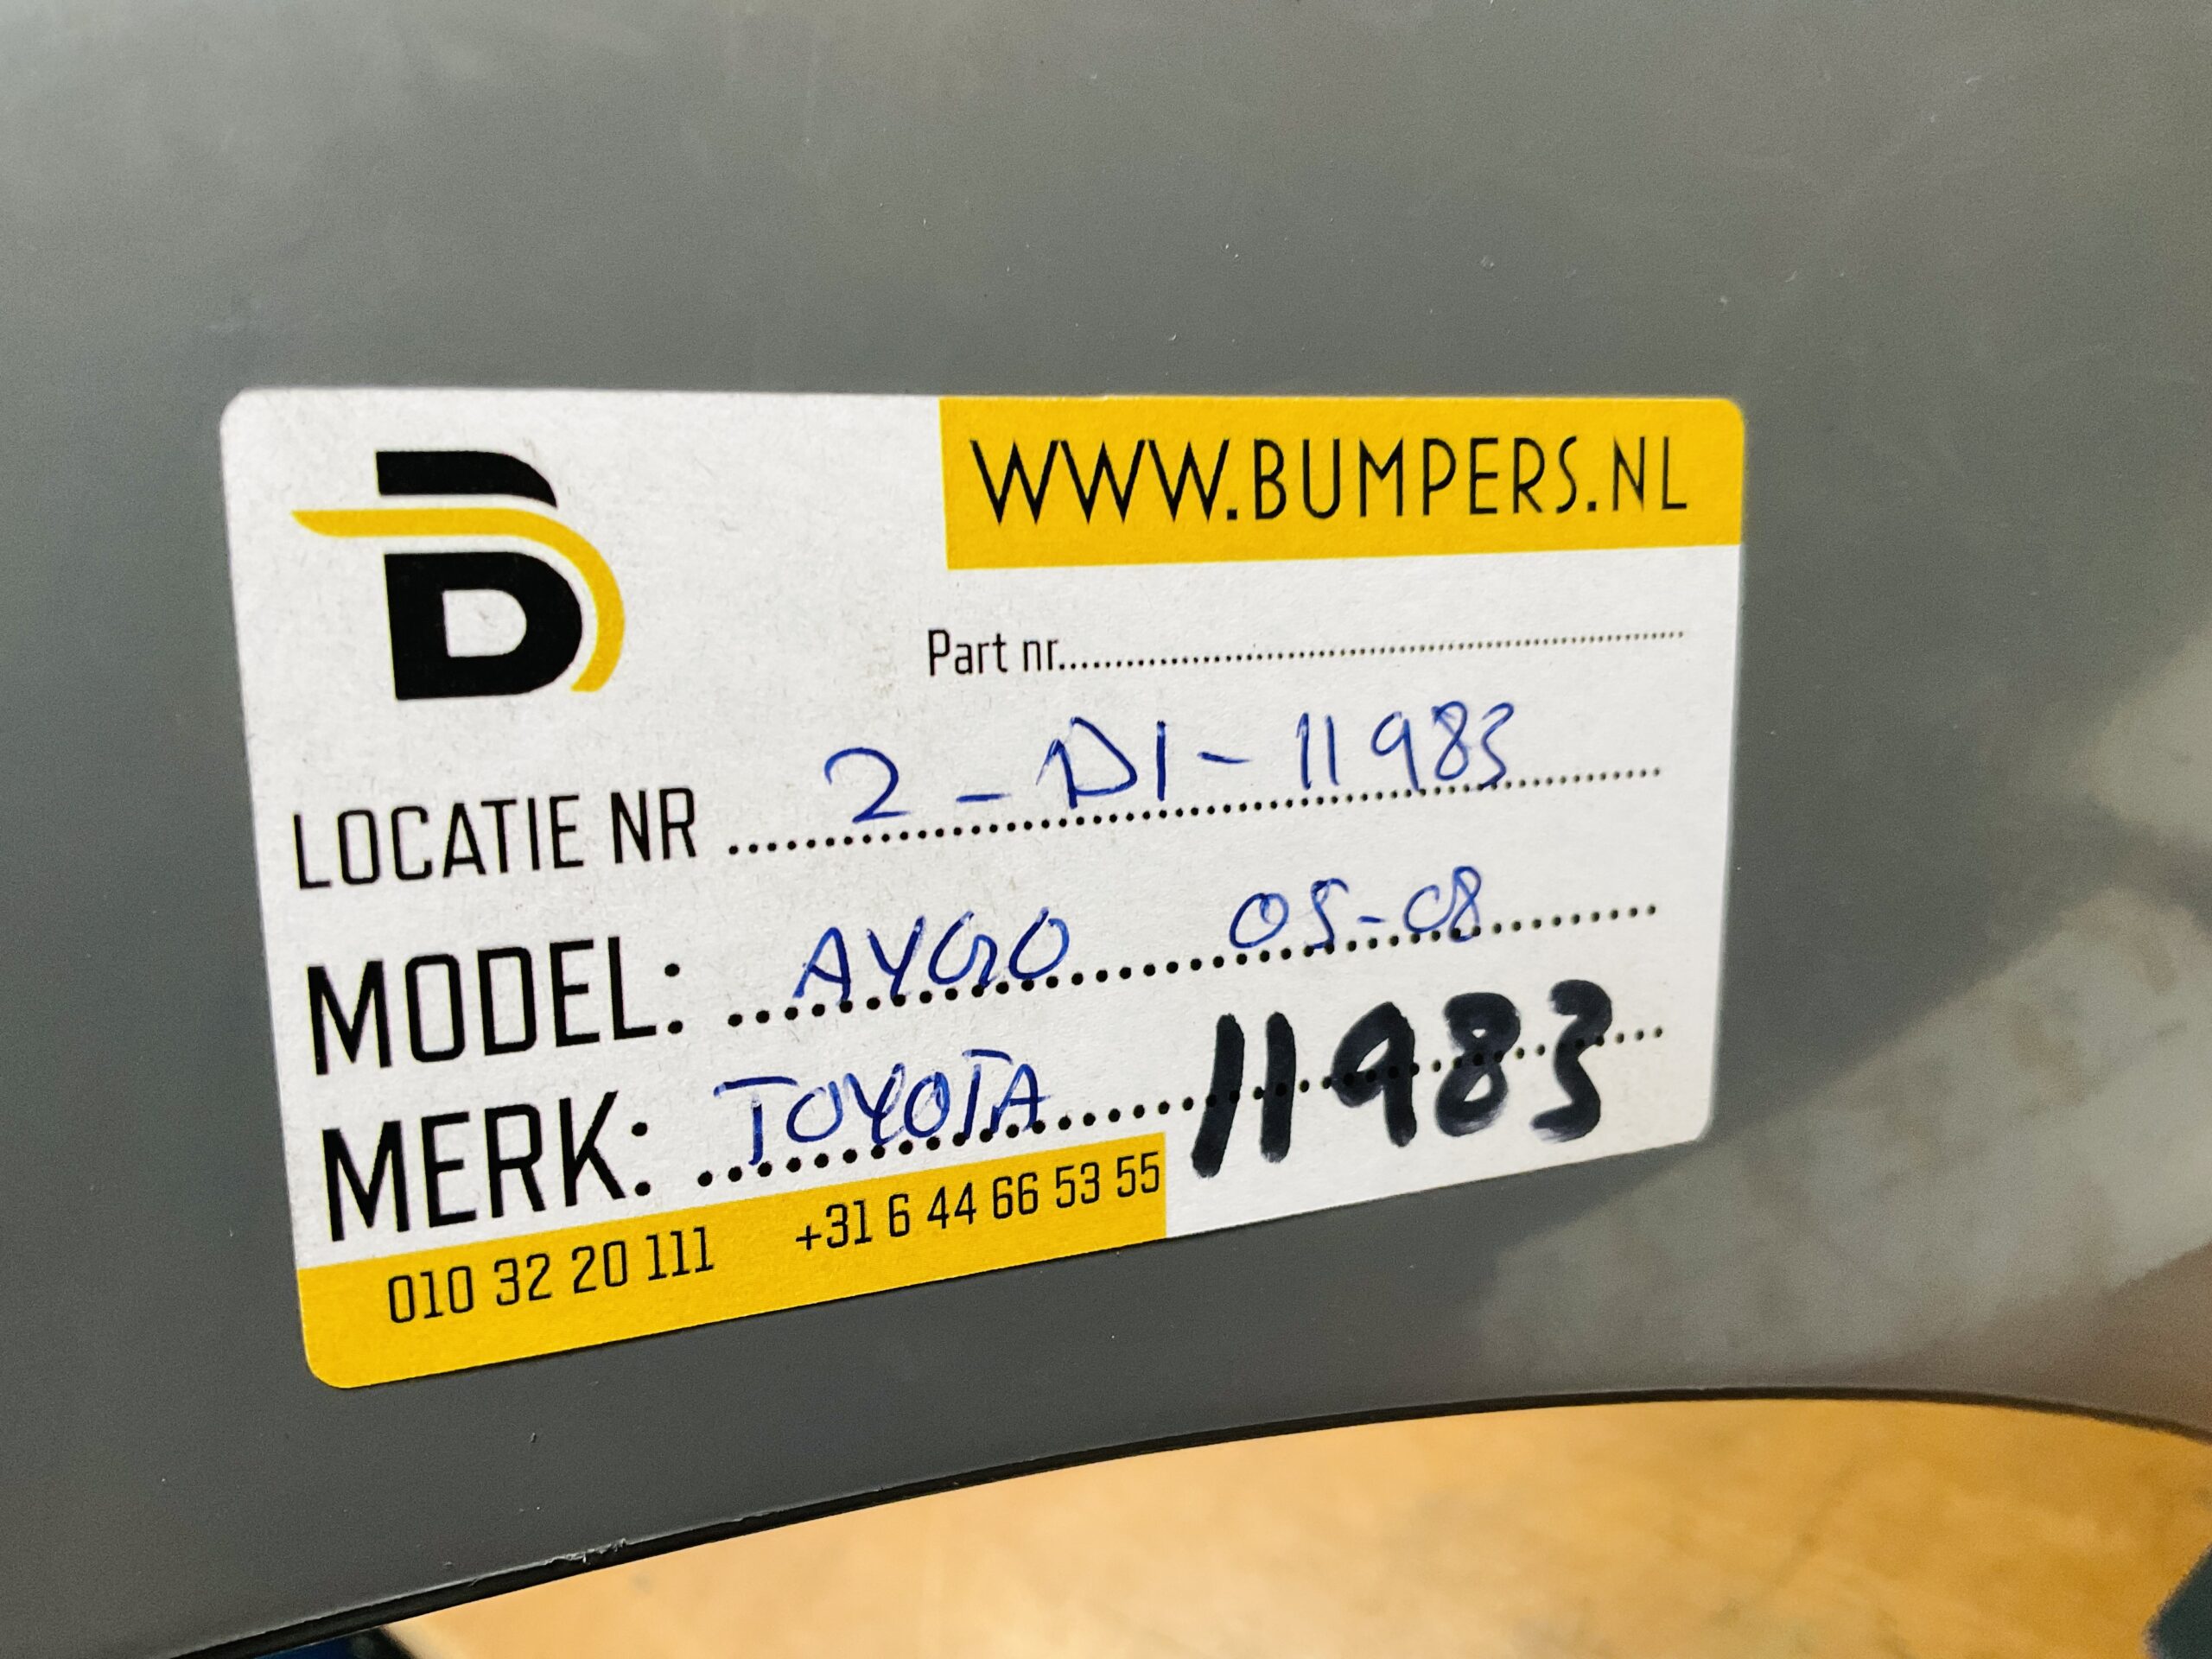 B
WWW.BUMPERS.NL
Part nr.....................................................
LOCATIE NR 2-D1-11983
MODEL: AYGO 05-08
MERK: TOYOTA 11983
010 32 20 111 +31 6 44 66 53 55